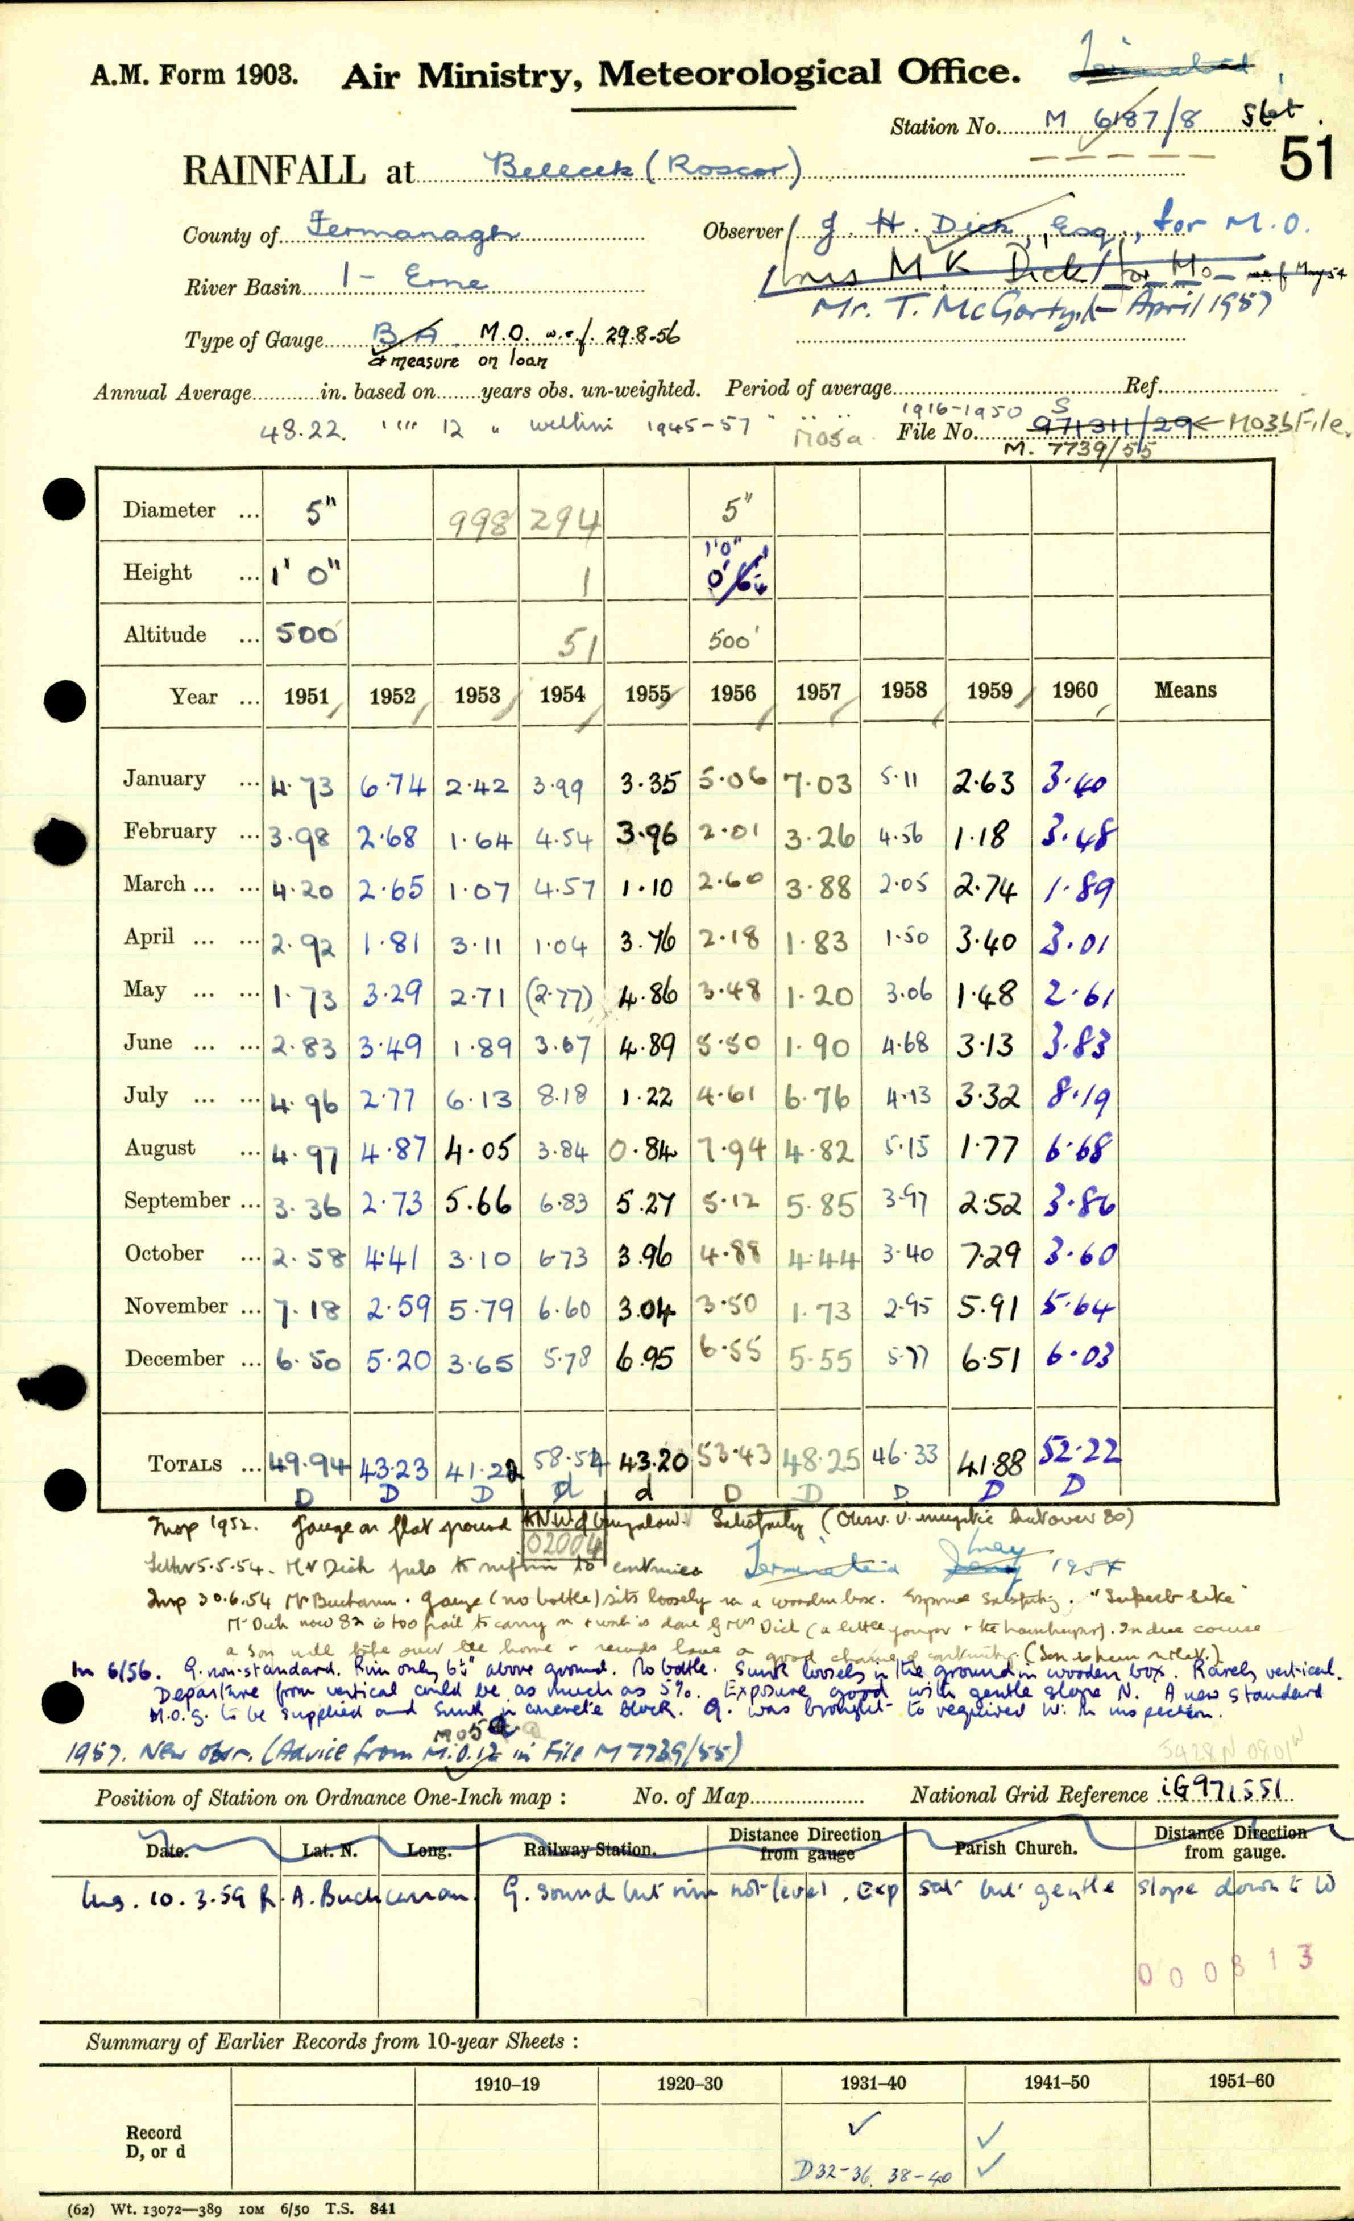 A.M. Form 1903. Air Ministry, Meteorological Office.
Station No. M 6187/8 Stet.
51
RAINFALL at Belleek (Roscor)
County of Fermanagh Observer J. H. Dick, Esq., for M.O.
Mrs M K Dick for Mo wef May 54
River Basin 1- Erne
Mr. T. McGorty April 1957
Type of Gauge B.A. M.O. w.e.f. 29.8.56
& measure on loan
Annual Average in. based on years obs. un-weighted. Period of average Ref.
48.22. 12 1945-57 1916-1950
File No. S 971311/29 ← M03b File.
M. 7739/55
Diameter ... 5" 998 294 5"
Height ... 1' 0" 1 1'0"
Altitude ... 500' 51 500'
Year ... 1951 1952 1953 1954 1955 1956 1957 1958 1959 1960 Means
January ... 4.73 6.74 2.42 3.99 3.35 5.06 7.03 5.11 2.63 3.40
February ... 3.98 2.68 1.64 4.54 3.96 2.01 3.26 4.56 1.18 3.48
March ... ... 4.20 2.65 1.07 4.57 1.10 2.60 3.88 2.05 2.74 1.89
April ... ... 2.92 1.81 3.11 1.04 3.76 2.18 1.83 1.50 3.40 3.01
May ... ... 1.73 3.29 2.71 (2.77) 4.86 3.48 1.20 3.06 1.48 2.61
June ... ... 2.83 3.49 1.89 3.67 4.89 5.50 1.90 4.68 3.13 3.83
July ... ... 4.96 2.77 6.13 8.18 1.22 4.61 6.76 4.13 3.32 8.19
August ... 4.97 4.87 4.05 3.84 0.84 7.94 4.82 5.15 1.77 6.68
September ... 3.36 2.73 5.66 6.83 5.27 5.12 5.85 3.97 2.52 3.86
October ... 2.58 4.41 3.10 6.73 3.96 4.88 4.44 3.40 7.29 3.60
November ... 7.18 2.59 5.79 6.60 3.04 3.50 1.73 2.95 5.91 5.64
December ... 6.50 5.20 3.65 5.78 6.95 6.55 5.55 5.77 6.51 6.03
TOTALS ... 49.94 43.23 41.22 58.54 43.20 53.43 48.25 46.33 41.88 52.22
D D D d d D D D D D
Insp 1952. Gauge on flat ground N.W. of bungalow. Satisfactory (Obsr. v. but over 80)
02004
Letter 5.5.54. Mr Dick to continue May 1954
Insp 30.6.54 Mr Buchanan. Gauge (no bottle) sits loosely in a wooden box. Exposure Satisfactory. "Superb site"
Mr Dick now 82 is too frail to carry on & work is done by Mrs Dick (a little younger). In due course
a son will take over the home & records have a good chance of continuity.
In 6/56. G. non-standard. Rim only 6½" above ground. No bottle. Sunk loosely in the ground in wooden box. Rarely vertical.
Departure from vertical could be as much as 5%. Exposure good with gentle slope N. A new standard
M.O.g. to be supplied and sunk in concrete block. G. was brought to required ht. in inspection.
1957. New obsr. (Advice from M.O.12 in File M7739/55)
5428N 0801W
Position of Station on Ordnance One-Inch map : No. of Map National Grid Reference iG971551
Date. Lat. N. Long. Railway Station. Distance Direction from gauge Parish Church. Distance Direction from gauge.
Ins. 10.3.59 R. A. Buchanan. G. sound but rim not level. Exp sat but gentle slope down to W
000813
Summary of Earlier Records from 10-year Sheets :
1910–19 1920–30 1931–40 1941–50 1951–60
Record ✓ ✓
D, or d D32-36, 38-40 ✓
(62) Wt. 13072—389 10M 6/50 T.S. 841